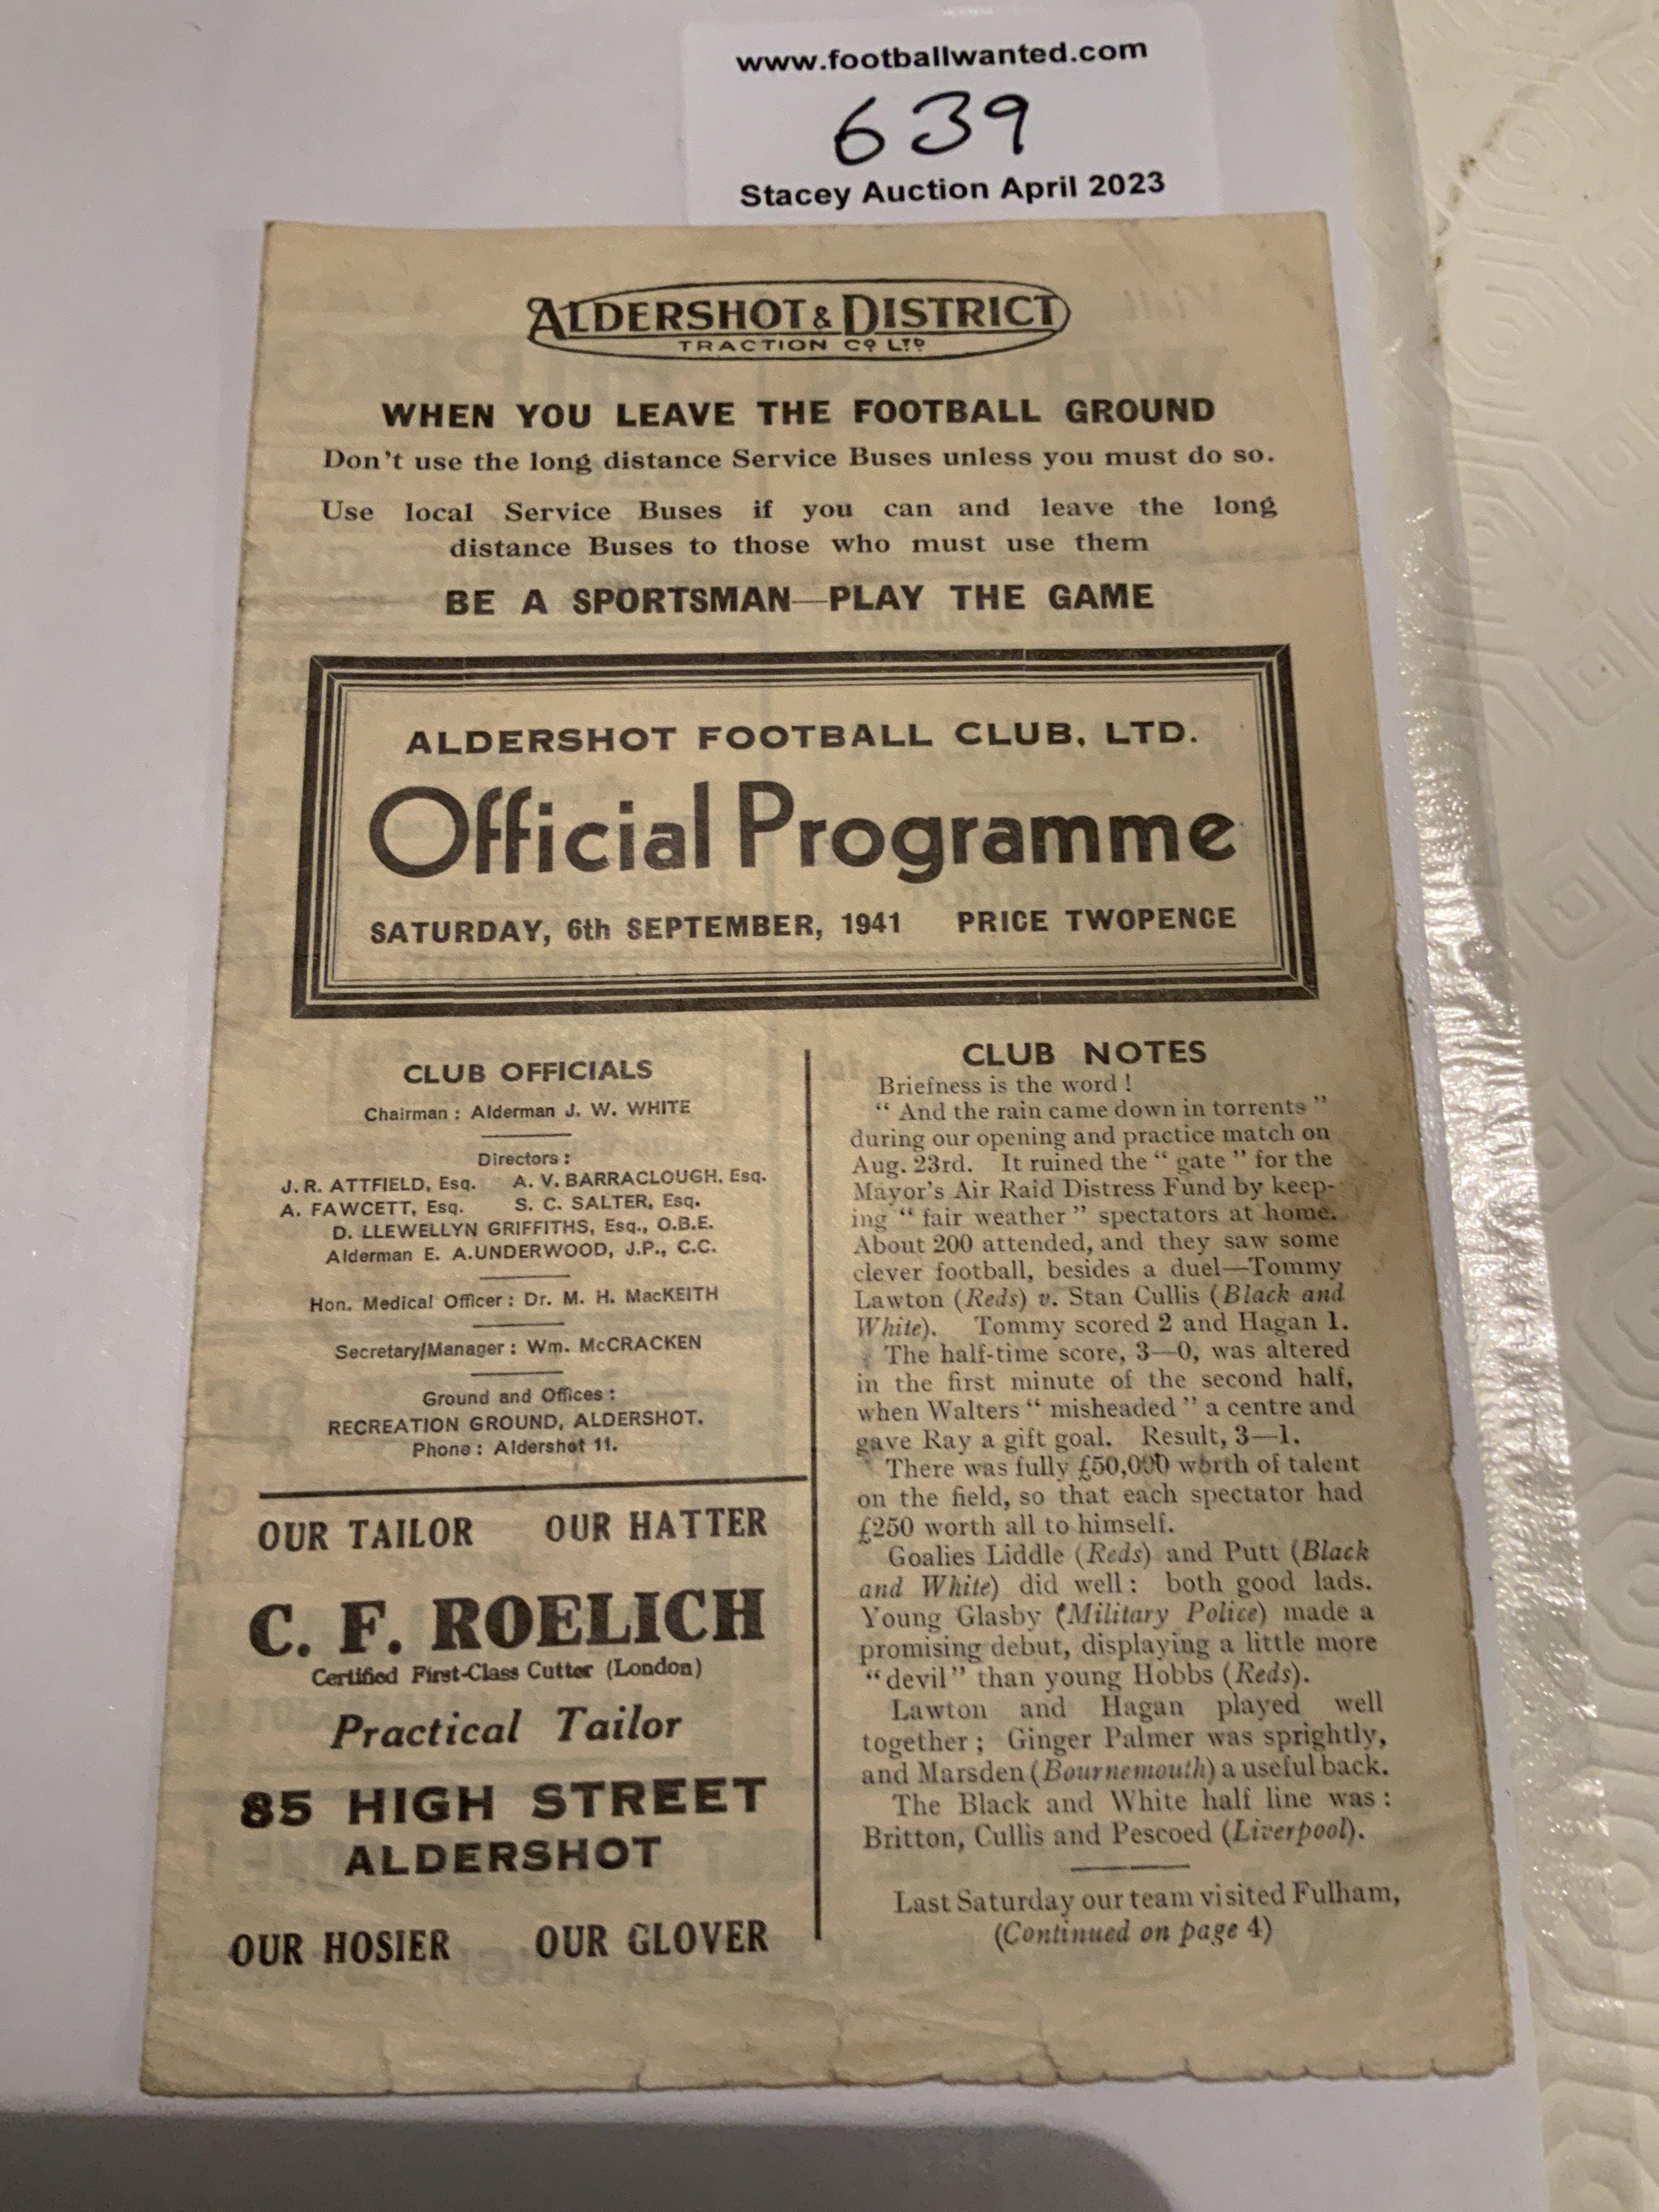 www.footballwanted.com
639
Stacey Auction April 2023
ALDERSHOT & DISTRICT
TRACTION CO LTD
WHEN YOU LEAVE THE FOOTBALL GROUND
Don't use the long distance Service Buses unless you must do so.
Use local Service Buses if you can and leave the long
distance Buses to those who must use them
BE A SPORTSMAN—PLAY THE GAME
ALDERSHOT FOOTBALL CLUB, LTD.
Official Programme
SATURDAY, 6th SEPTEMBER, 1941 PRICE TWOPENCE
CLUB OFFICIALS
Chairman : Alderman J. W. WHITE
Directors :
J. R. ATTFIELD, Esq. A. V. BARRACLOUGH, Esq.
A. FAWCETT, Esq. S. C. SALTER, Esq.
D. LLEWELLYN GRIFFITHS, Esq., O.B.E.
Alderman E. A.UNDERWOOD, J.P., C.C.
Hon. Medical Officer : Dr. M. H. MacKEITH
Secretary/Manager : Wm. McCRACKEN
Ground and Offices :
RECREATION GROUND, ALDERSHOT.
Phone : Aldershot 11.
OUR TAILOR OUR HATTER
C. F. ROELICH
Certified First-Class Cutter (London)
Practical Tailor
85 HIGH STREET
ALDERSHOT
OUR HOSIER OUR GLOVER
CLUB NOTES
Briefness is the word !
" And the rain came down in torrents "
during our opening and practice match on
Aug. 23rd. It ruined the " gate " for the
Mayor's Air Raid Distress Fund by keep-
ing " fair weather " spectators at home.
About 200 attended, and they saw some
clever football, besides a duel—Tommy
Lawton (Reds) v. Stan Cullis (Black and
White). Tommy scored 2 and Hagan 1.
The half-time score, 3—0, was altered
in the first minute of the second half,
when Walters " misheaded " a centre and
gave Ray a gift goal. Result, 3—1.
There was fully £50,000 worth of talent
on the field, so that each spectator had
£250 worth all to himself.
Goalies Liddle (Reds) and Putt (Black
and White) did well : both good lads.
Young Glasby (Military Police) made a
promising debut, displaying a little more
"devil" than young Hobbs (Reds).
Lawton and Hagan played well
together ; Ginger Palmer was sprightly,
and Marsden (Bournemouth) a useful back.
The Black and White half line was :
Britton, Cullis and Pescoed (Liverpool).
Last Saturday our team visited Fulham,
(Continued on page 4)